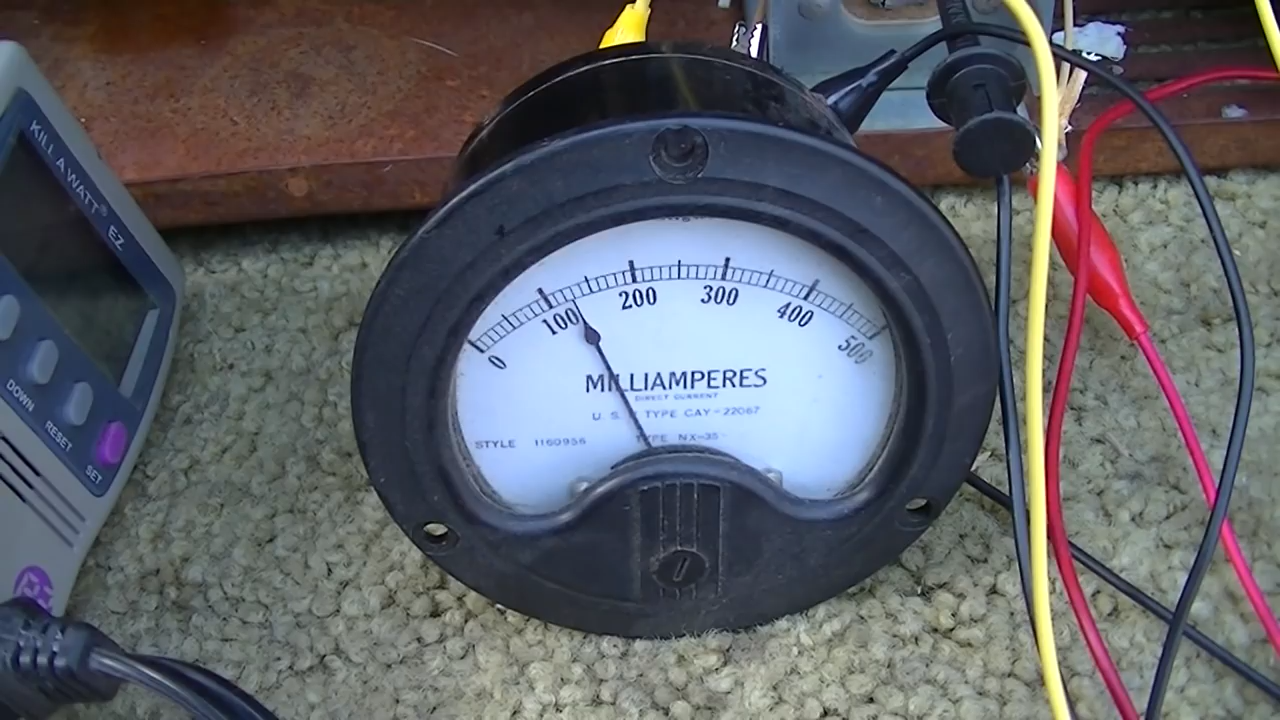 KILL A WATT® EZ
DOWN
RESET
SET
0 100 200 300 400 500
MILLIAMPERES
DIRECT CURRENT
U. S. TYPE CAY-22067
STYLE 1160956
TYPE NX-35